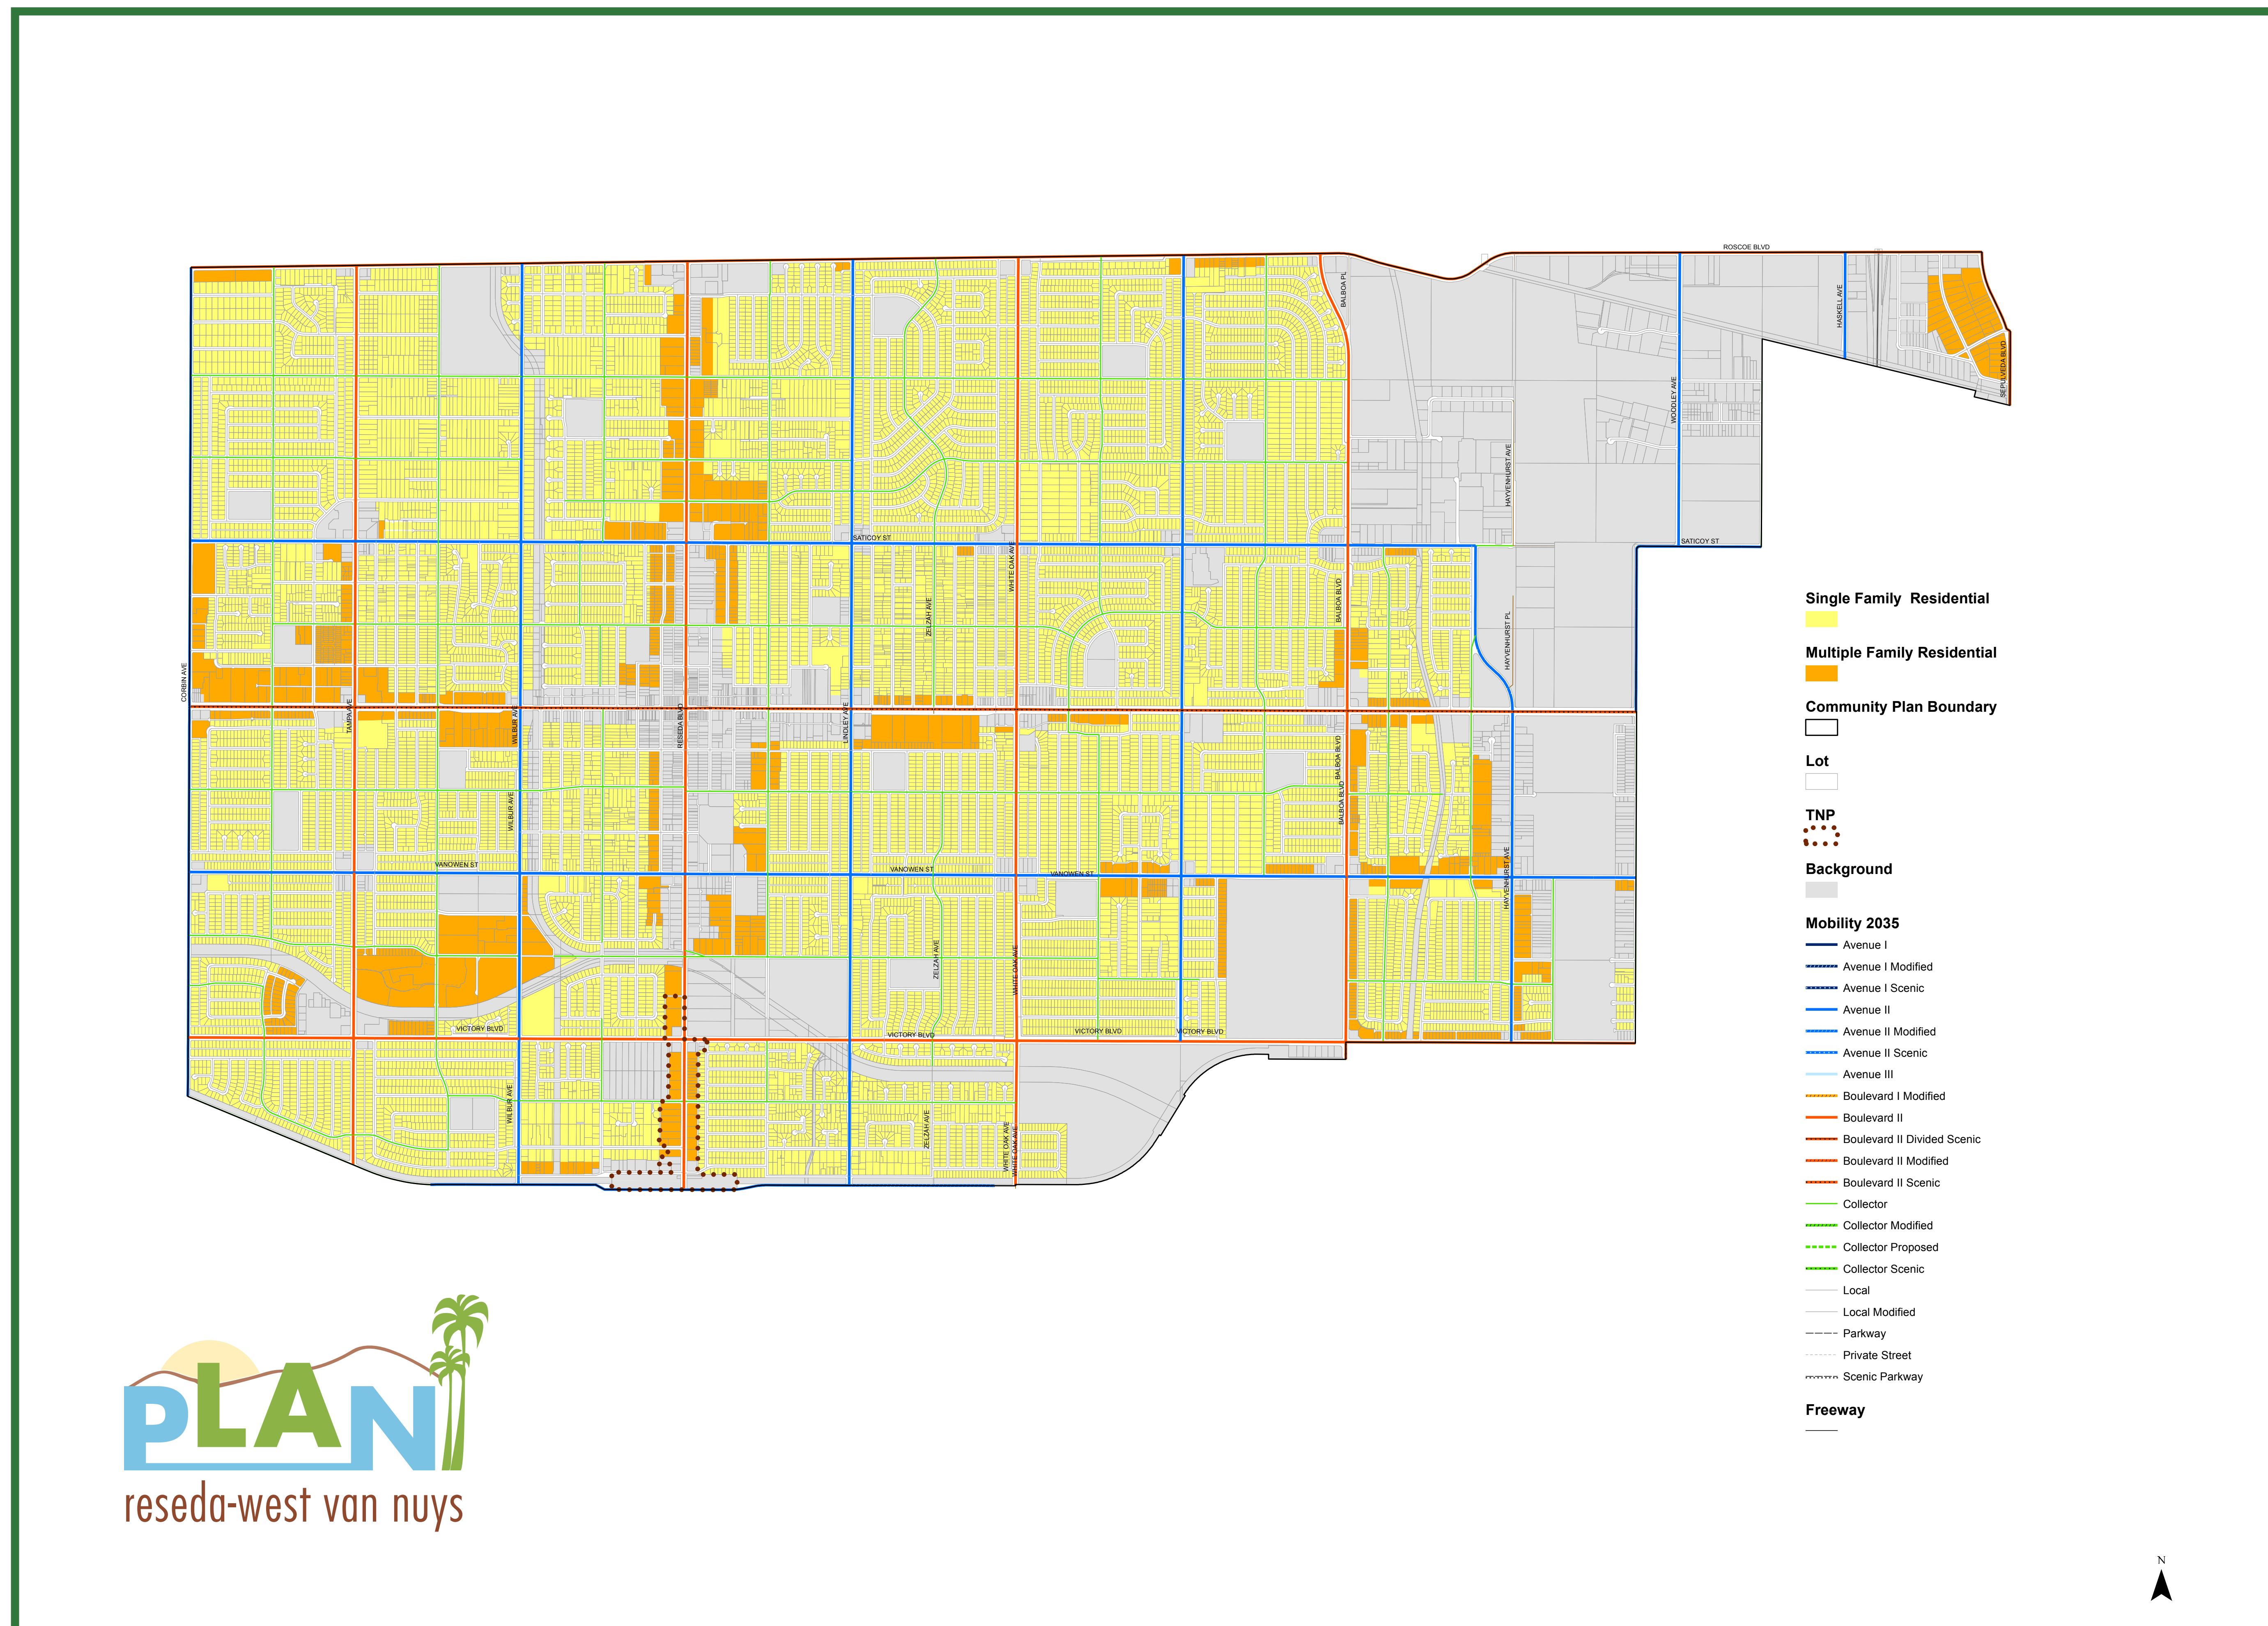 ROSCOE BLVD
BALBOA PL
HASKELL AVE
SEPULVEDA BLVD
WOODLEY AVE
HAYVENHURST AVE
SATICOY ST
SATICOY ST
WHITE OAK AVE
ZELZAH AVE
BALBOA BLVD
HAYVENHURST PL
CORBIN AVE
TAMPA AVE
WILBUR AVE
RESEDA BLVD
LINDLEY AVE
BALBOA BLVD
WILBUR AVE
BALBOA BLVD
VANOWEN ST
VANOWEN ST
VANOWEN ST
HAYVENHURST AVE
ZELZAH AVE
WHITE OAK AVE
VICTORY BLVD
VICTORY BLVD
VICTORY BLVD
VICTORY BLVD
WILBUR AVE
ZELZAH AVE
WHITE OAK AVE
WHITE OAK AVE
Single Family Residential
Multiple Family Residential
Community Plan Boundary
Lot
TNP
Background
Mobility 2035
Avenue I
Avenue I Modified
Avenue I Scenic
Avenue II
Avenue II Modified
Avenue II Scenic
Avenue III
Boulevard I Modified
Boulevard II
Boulevard II Divided Scenic
Boulevard II Modified
Boulevard II Scenic
Collector
Collector Modified
Collector Proposed
Collector Scenic
Local
Local Modified
Parkway
Private Street
Scenic Parkway
Freeway
PLAN
reseda-west van nuys
N